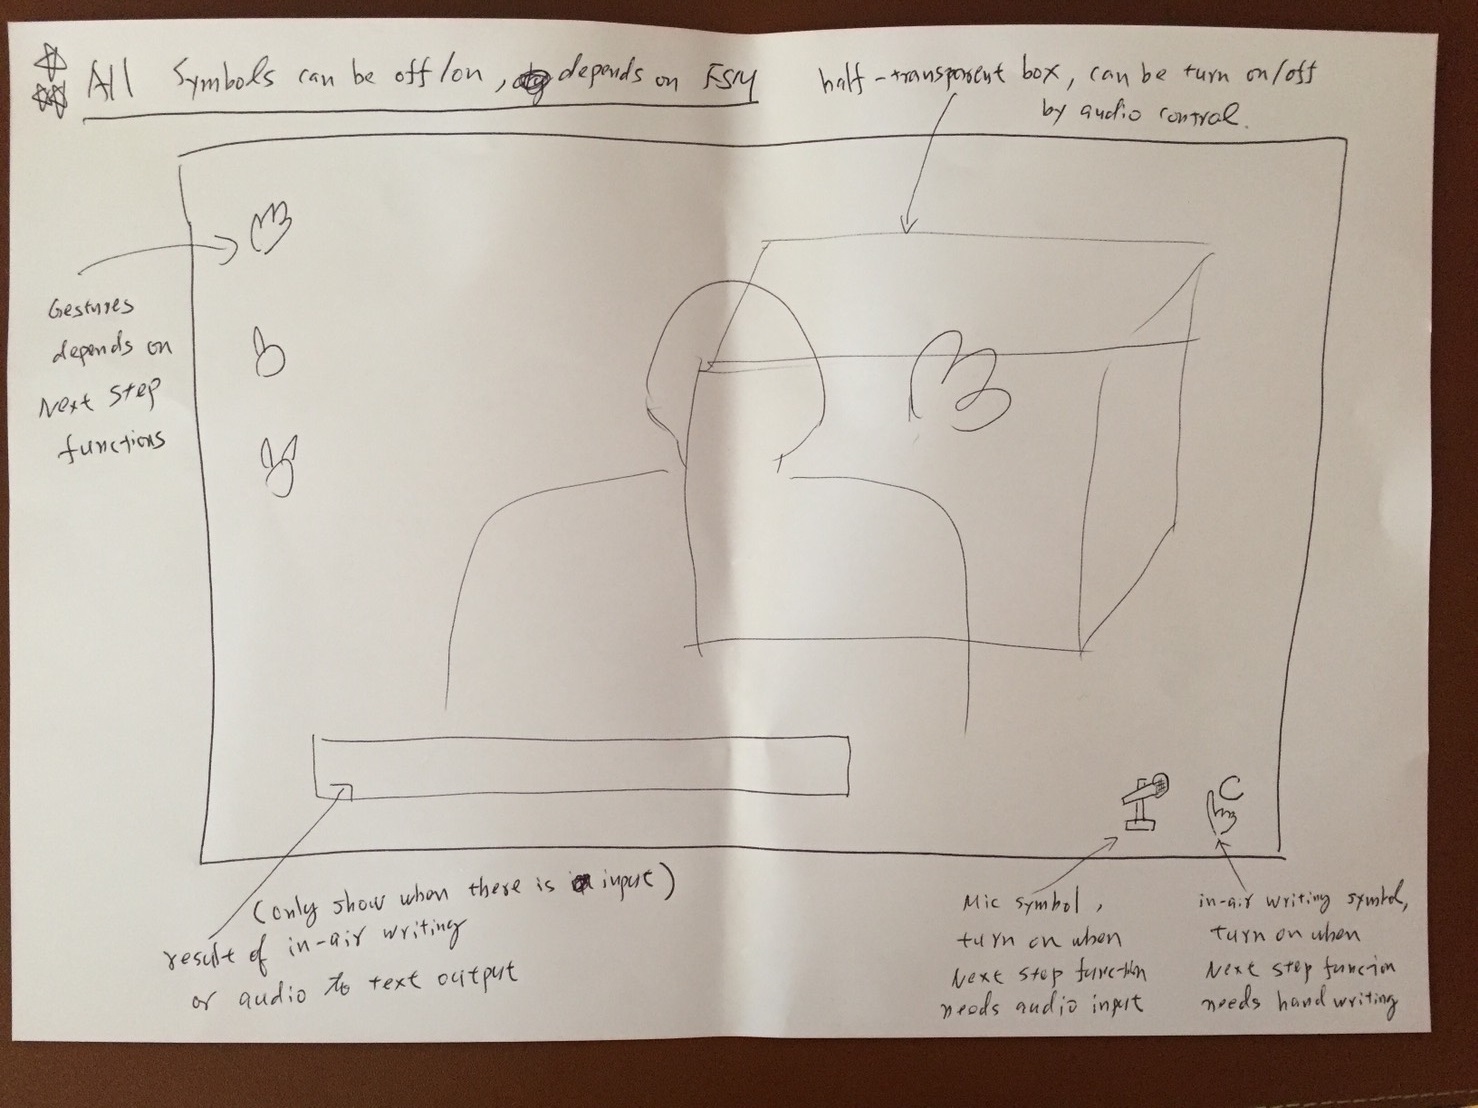 All symbols can be off/on, depends on FSM
half-transparent box, can be turn on/off
by audio control.
Gestures
depends on
Next step
functions
(only show when there is input)
result of in-air writing
or audio to text output
Mic symbol,
turn on when
Next step function
needs audio input
in-air writing symbol,
turn on when
Next step funcion
needs hand writing